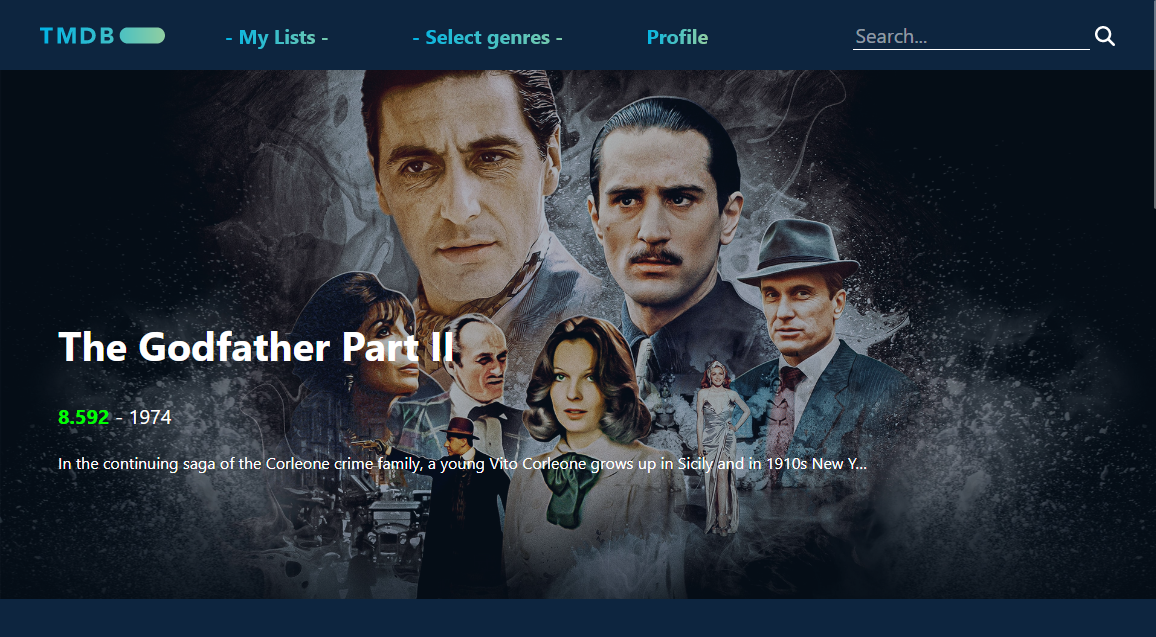 TMDB
- My Lists -
- Select genres -
Profile
Search...
The Godfather Part II
8.592 - 1974
In the continuing saga of the Corleone crime family, a young Vito Corleone grows up in Sicily and in 1910s New Y...